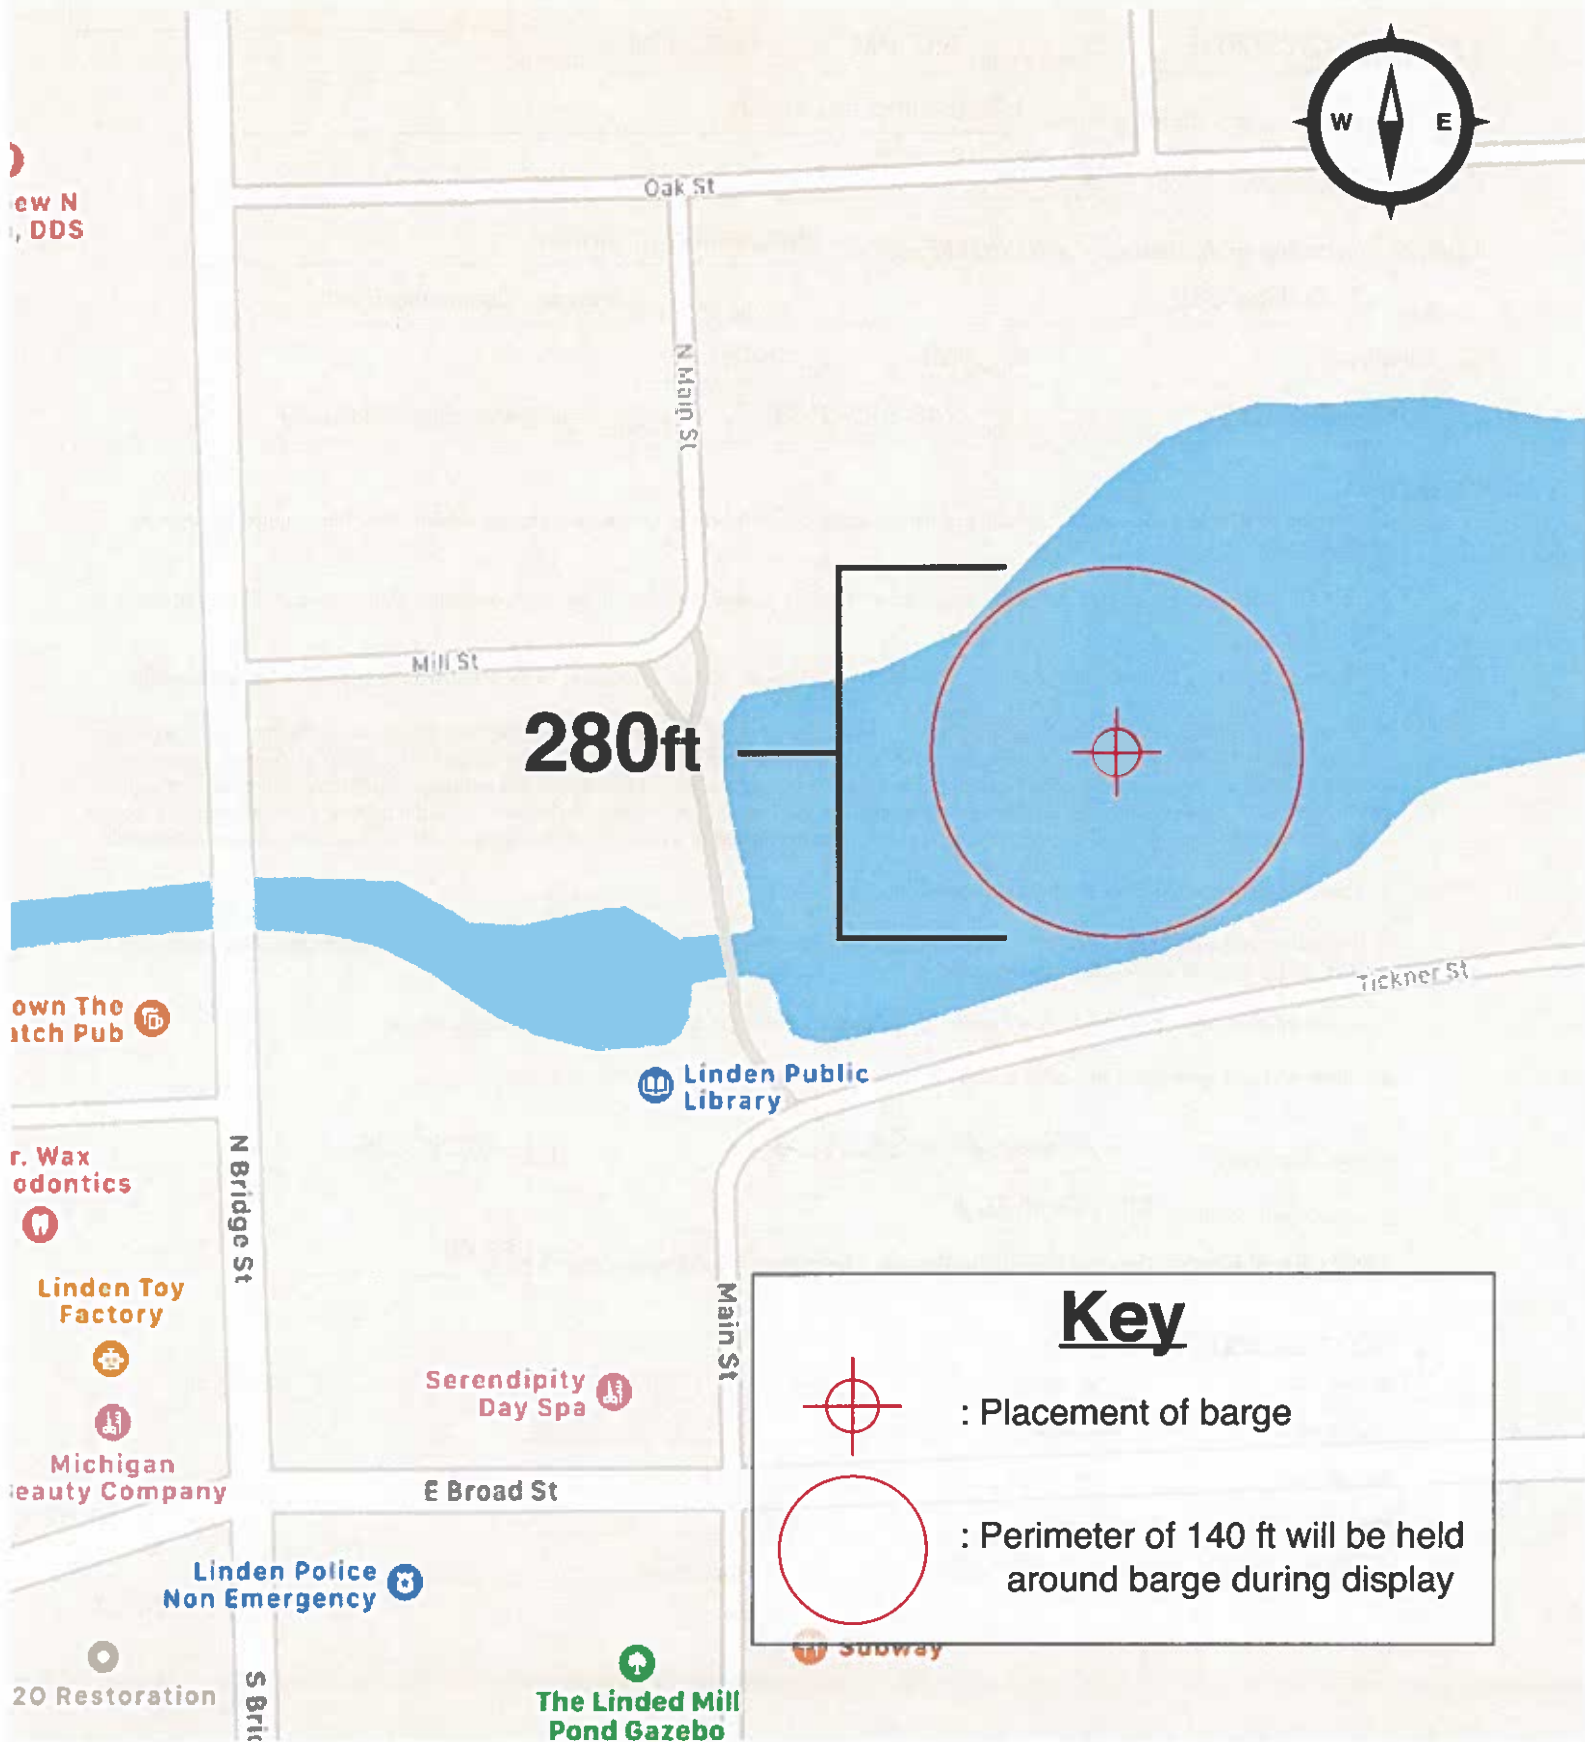 W E
ew N
, DDS
Oak St
N Main St
Mill St
280ft
Tickner St
own The
atch Pub
Linden Public
Library
r. Wax
odontics
N Bridge St
Linden Toy
Factory
Main St
Key
Serendipity
Day Spa
: Placement of barge
Michigan
eauty Company
E Broad St
: Perimeter of 140 ft will be held
around barge during display
Linden Police
Non Emergency
Subway
20 Restoration
S Brid
The Linded Mill
Pond Gazebo